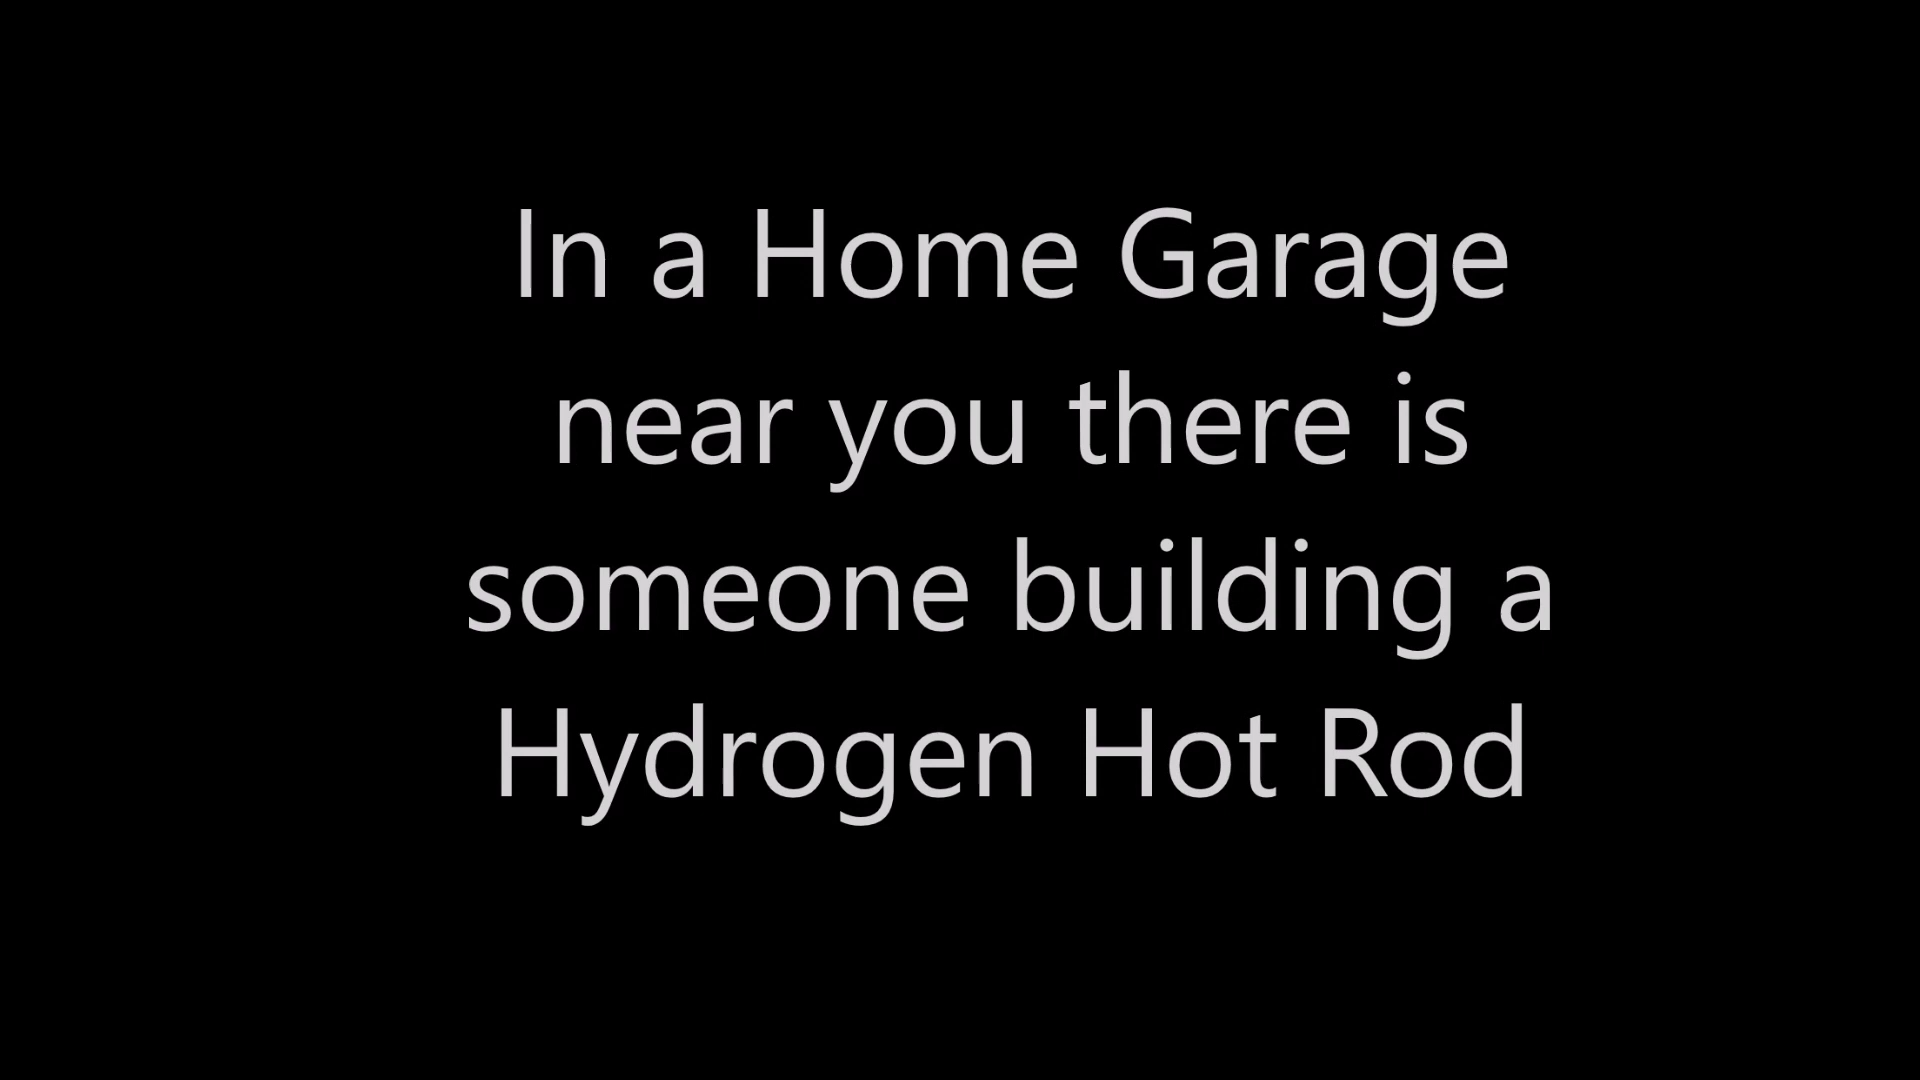 In a Home Garage
near you there is
someone building a
Hydrogen Hot Rod